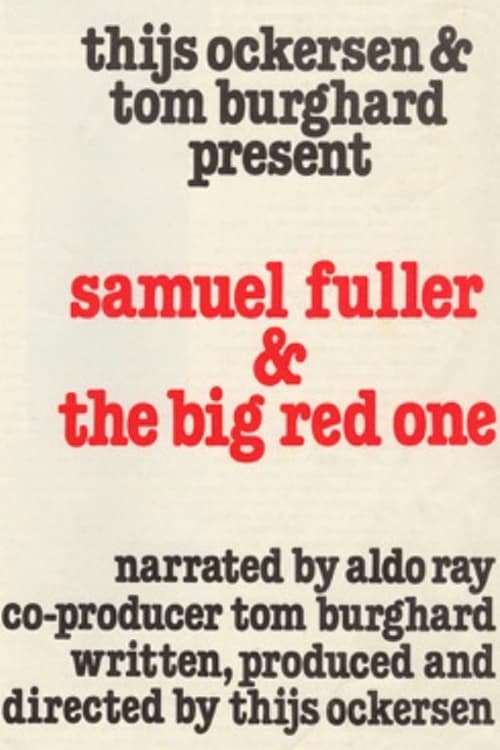 thijs ockersen &
tom burghard
present
samuel fuller
&
the big red one
narrated by aldo ray
co-producer tom burghard
written, produced and
directed by thijs ockersen